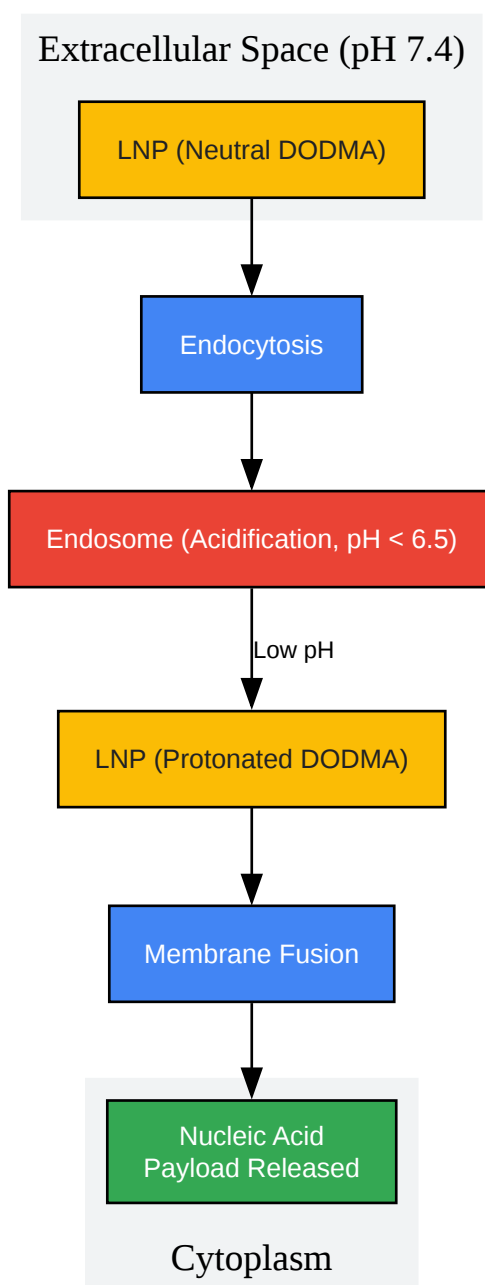 Extracellular Space (pH 7.4)
LNP (Neutral DODMA)
Endocytosis
Endosome (Acidification, pH < 6.5)
Low pH
LNP (Protonated DODMA)
Membrane Fusion
Nucleic Acid
Payload Released
Cytoplasm